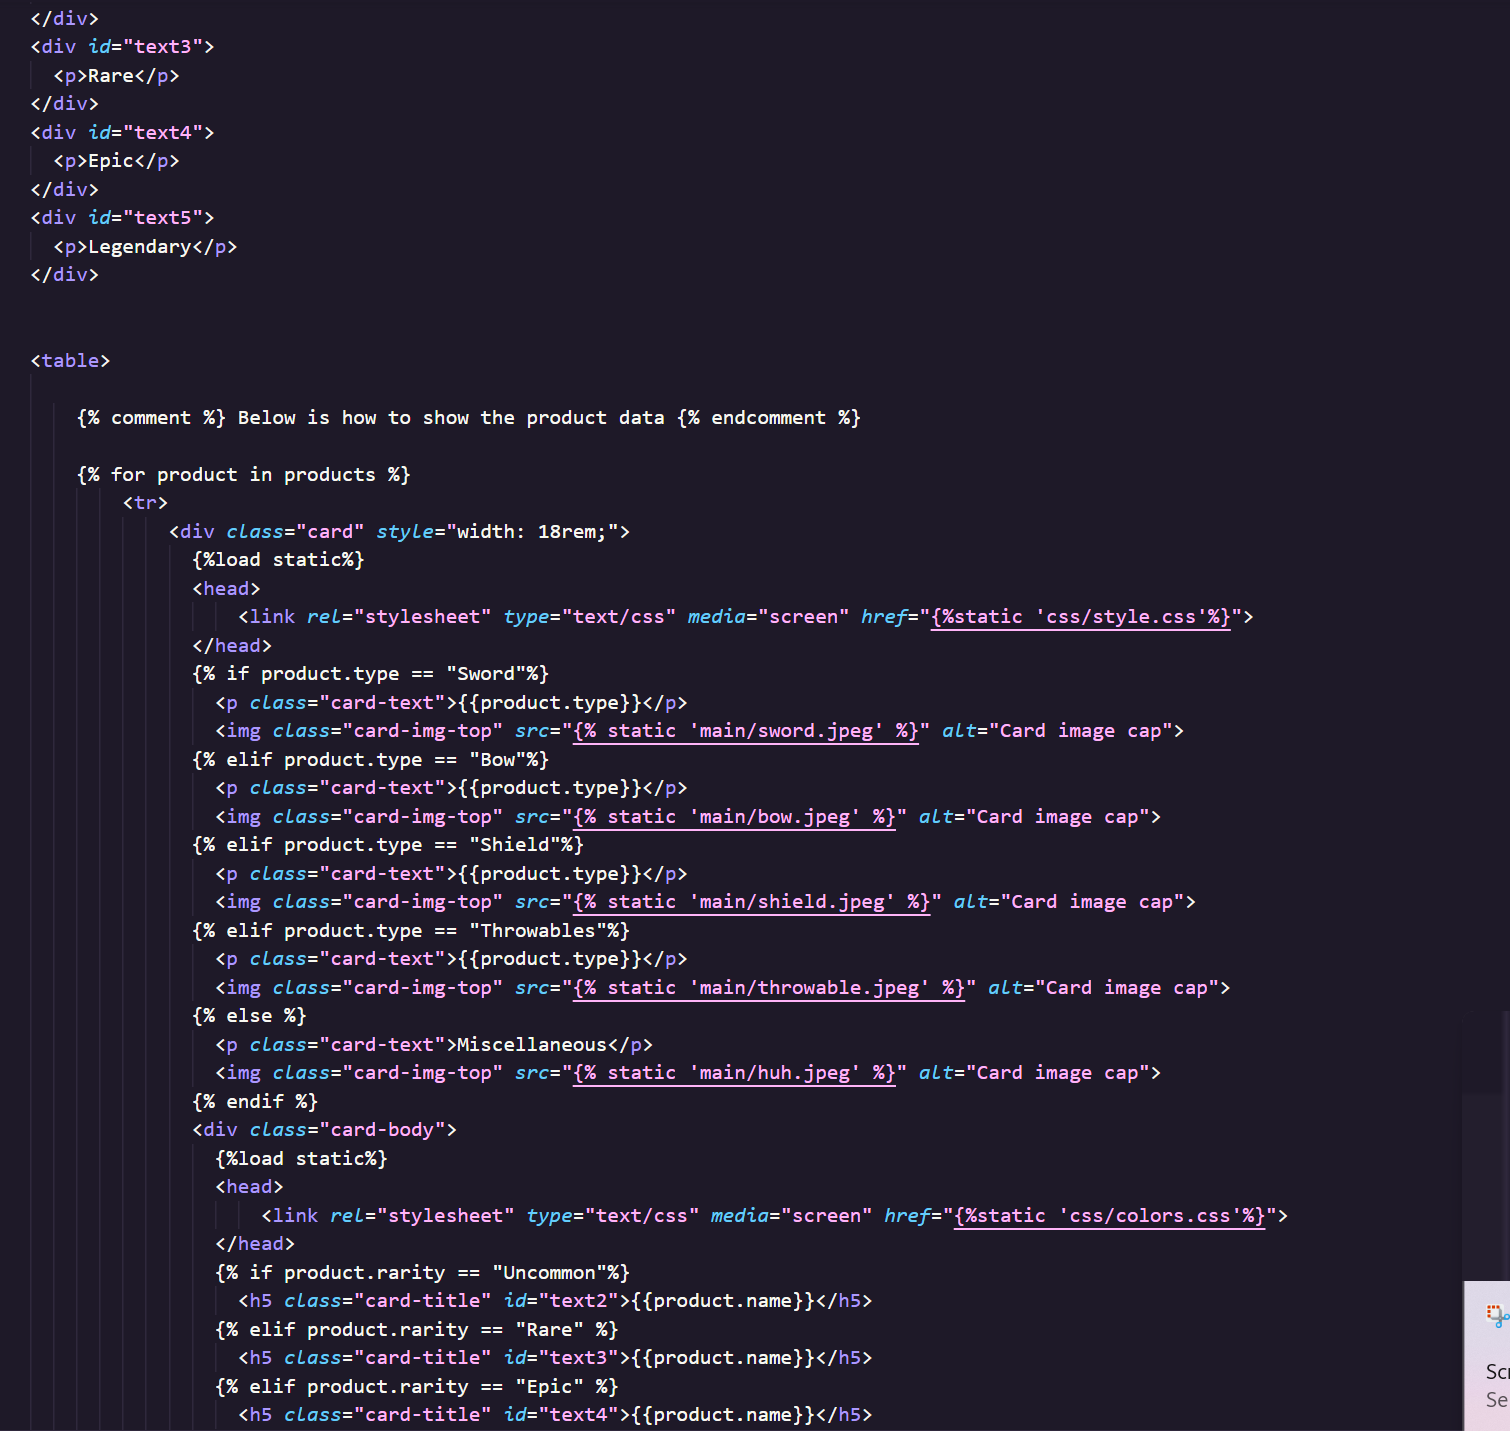 </div>
<div id="text3">
<p>Rare</p>
</div>
<div id="text4">
<p>Epic</p>
</div>
<div id="text5">
<p>Legendary</p>
</div>
<table>
{% comment %} Below is how to show the product data {% endcomment %}
{% for product in products %}
<tr>
<div class="card" style="width: 18rem;">
{%load static%}
<head>
<link rel="stylesheet" type="text/css" media="screen" href="{%static 'css/style.css'%}">
</head>
{% if product.type == "Sword"%}
<p class="card-text">{{product.type}}</p>
<img class="card-img-top" src="{% static 'main/sword.jpeg' %}" alt="Card image cap">
{% elif product.type == "Bow"%}
<p class="card-text">{{product.type}}</p>
<img class="card-img-top" src="{% static 'main/bow.jpeg' %}" alt="Card image cap">
{% elif product.type == "Shield"%}
<p class="card-text">{{product.type}}</p>
<img class="card-img-top" src="{% static 'main/shield.jpeg' %}" alt="Card image cap">
{% elif product.type == "Throwables"%}
<p class="card-text">{{product.type}}</p>
<img class="card-img-top" src="{% static 'main/throwable.jpeg' %}" alt="Card image cap">
{% else %}
<p class="card-text">Miscellaneous</p>
<img class="card-img-top" src="{% static 'main/huh.jpeg' %}" alt="Card image cap">
{% endif %}
<div class="card-body">
{%load static%}
<head>
<link rel="stylesheet" type="text/css" media="screen" href="{%static 'css/colors.css'%}">
</head>
{% if product.rarity == "Uncommon"%}
<h5 class="card-title" id="text2">{{product.name}}</h5>
{% elif product.rarity == "Rare" %}
<h5 class="card-title" id="text3">{{product.name}}</h5>
{% elif product.rarity == "Epic" %}
<h5 class="card-title" id="text4">{{product.name}}</h5>